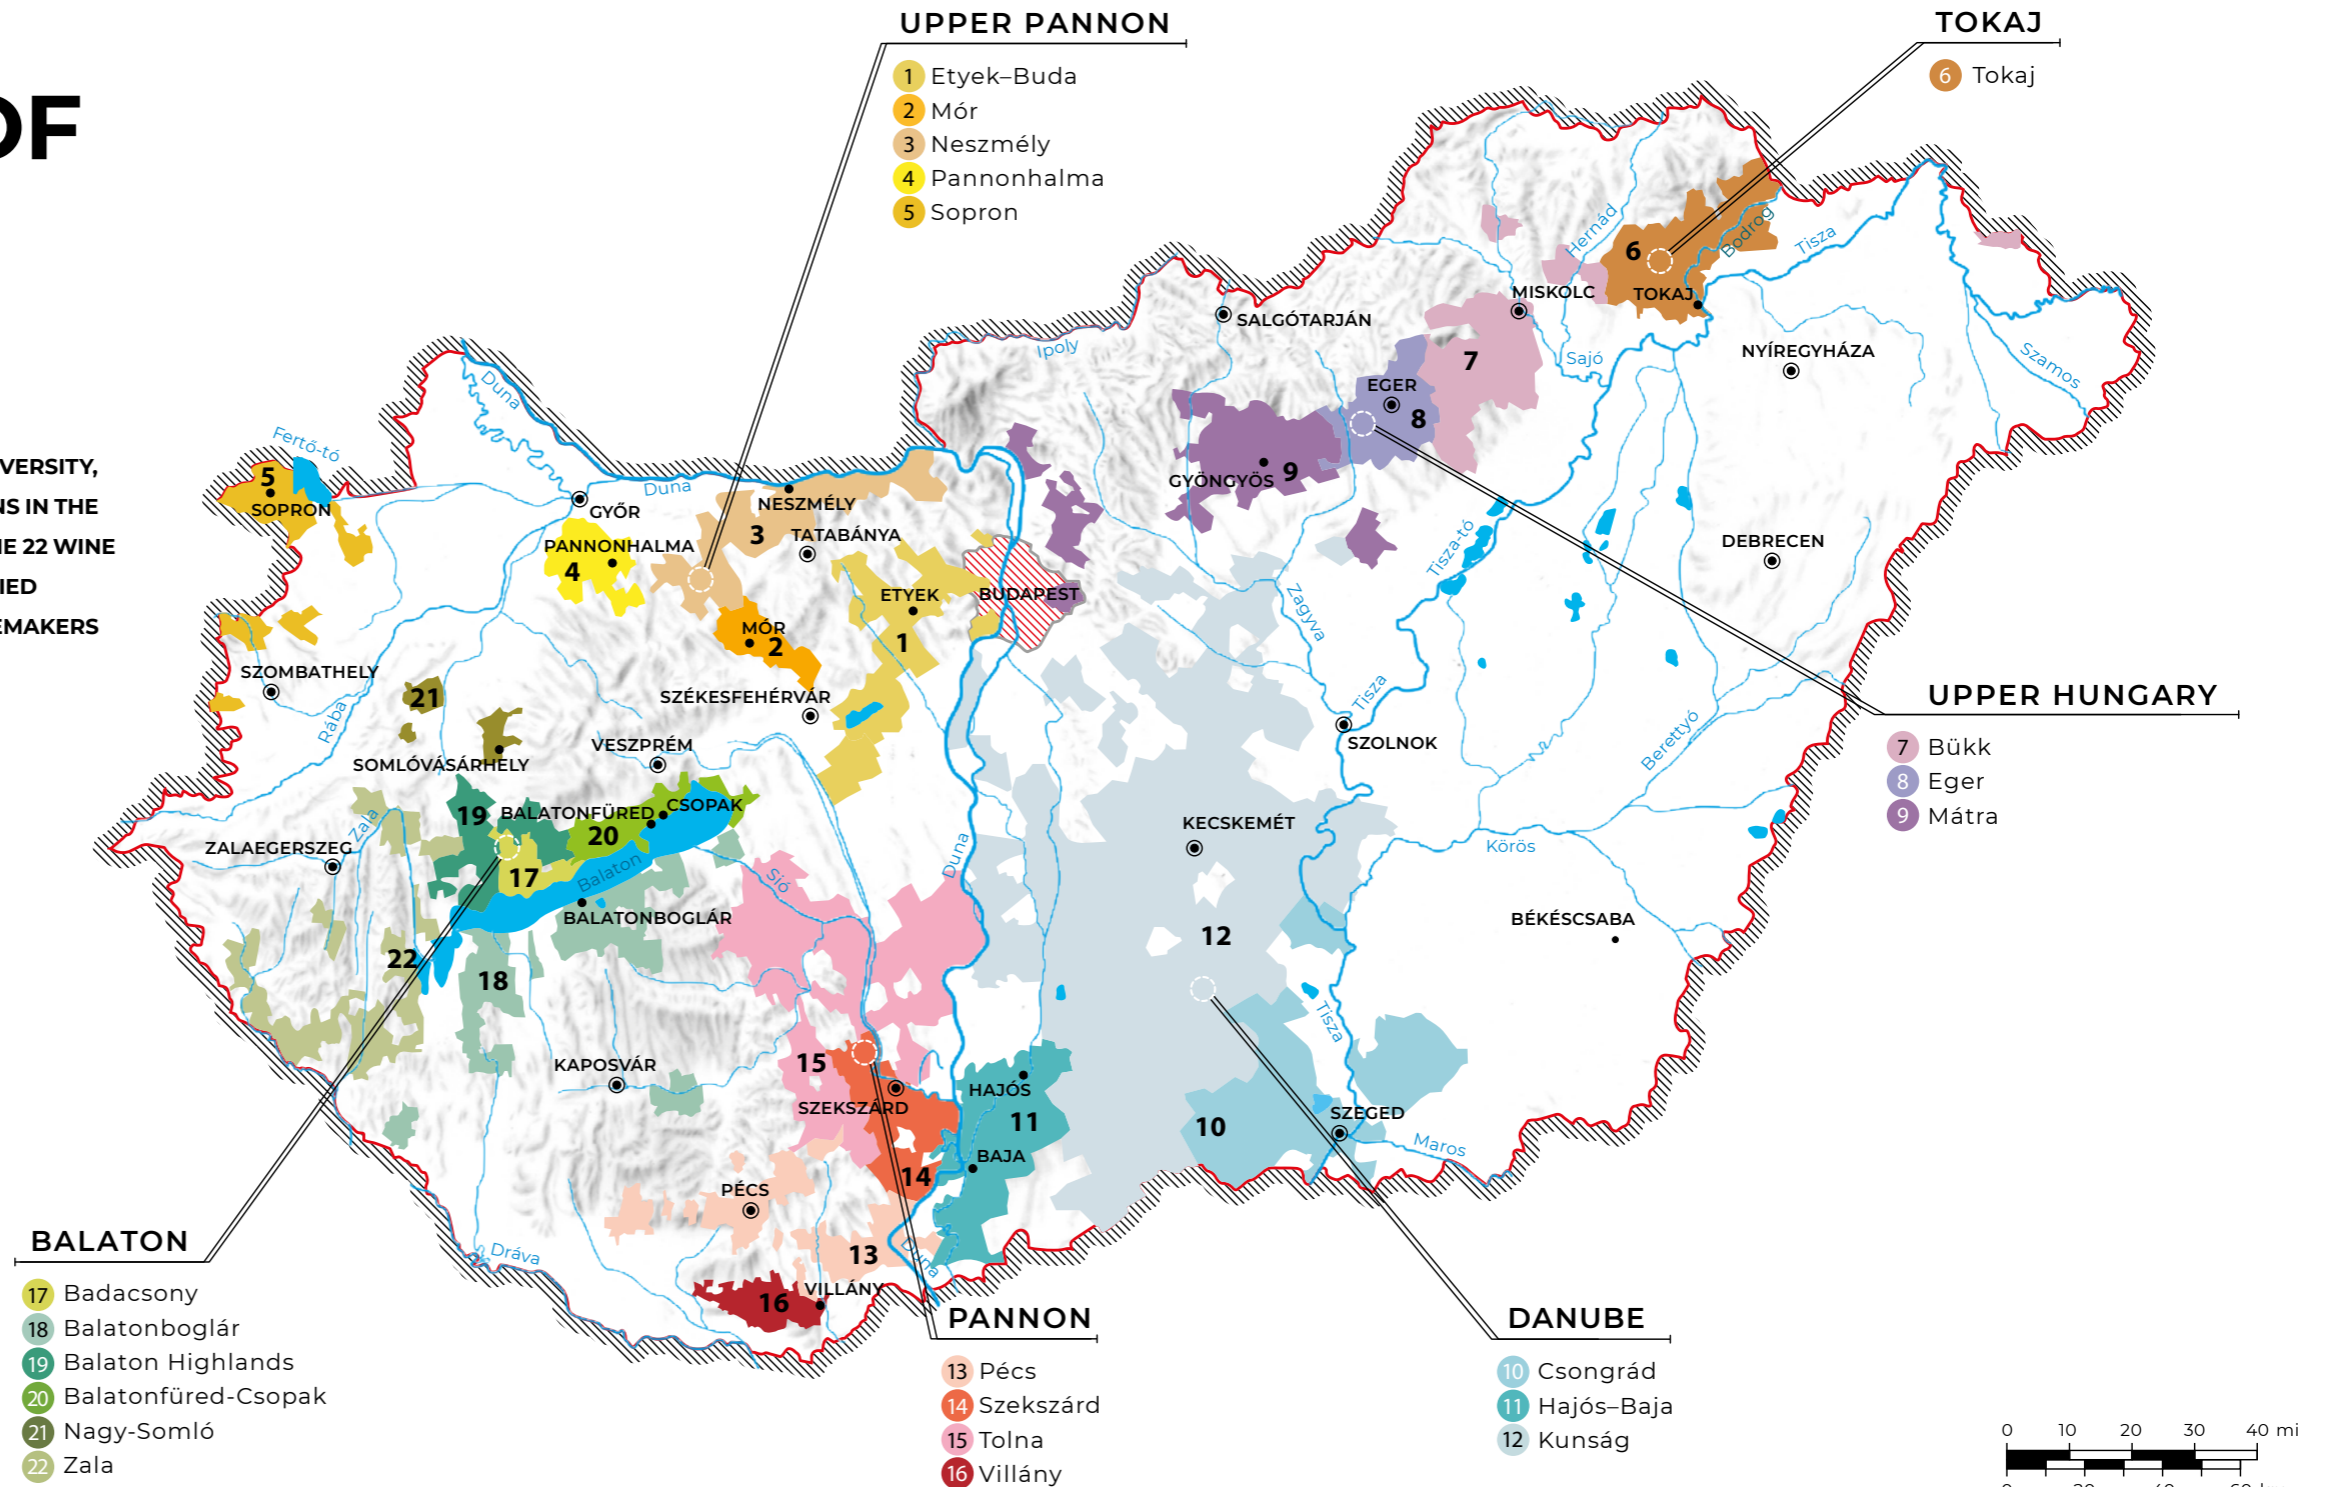 OF
VERSITY,
NS IN THE
HE 22 WINE
IED
EMAKERS
UPPER PANNON
1 Etyek–Buda
2 Mór
3 Neszmély
4 Pannonhalma
5 Sopron
TOKAJ
6 Tokaj
UPPER HUNGARY
7 Bükk
8 Eger
9 Mátra
BALATON
17 Badacsony
18 Balatonboglár
19 Balaton Highlands
20 Balatonfüred-Csopak
21 Nagy-Somló
22 Zala
PANNON
13 Pécs
14 Szekszárd
15 Tolna
16 Villány
DANUBE
10 Csongrád
11 Hajós–Baja
12 Kunság
6
Hernád
Bodrog
Tisza
TOKAJ
MISKOLC
SALGÓTARJÁN
Ipoly
Sajó
NYÍREGYHÁZA
Szamos
7
EGER
8
Duna
Fertő-tó
5
SOPRON
GYŐR
Duna
NESZMÉLY
3
TATABÁNYA
PANNONHALMA
4
GYÖNGYÖS
9
Tisza-tó
DEBRECEN
ETYEK
BUDAPEST
1
MÓR
2
Zagyva
SZOMBATHELY
21
Rába
SZÉKESFEHÉRVÁR
Tisza
SZOLNOK
Berettyó
SOMLÓVÁSÁRHELY
VESZPRÉM
19
BALATONFÜRED
CSOPAK
20
Zala
ZALAEGERSZEG
17
Balaton
BALATONBOGLÁR
Sió
Duna
KECSKEMÉT
Körös
12
BÉKÉSCSABA
22
18
Tisza
KAPOSVÁR
15
SZEKSZÁRD
HAJÓS
11
10
SZEGED
Maros
BAJA
14
PÉCS
13
Duna
Dráva
VILLÁNY
16
0 10 20 30 40 mi